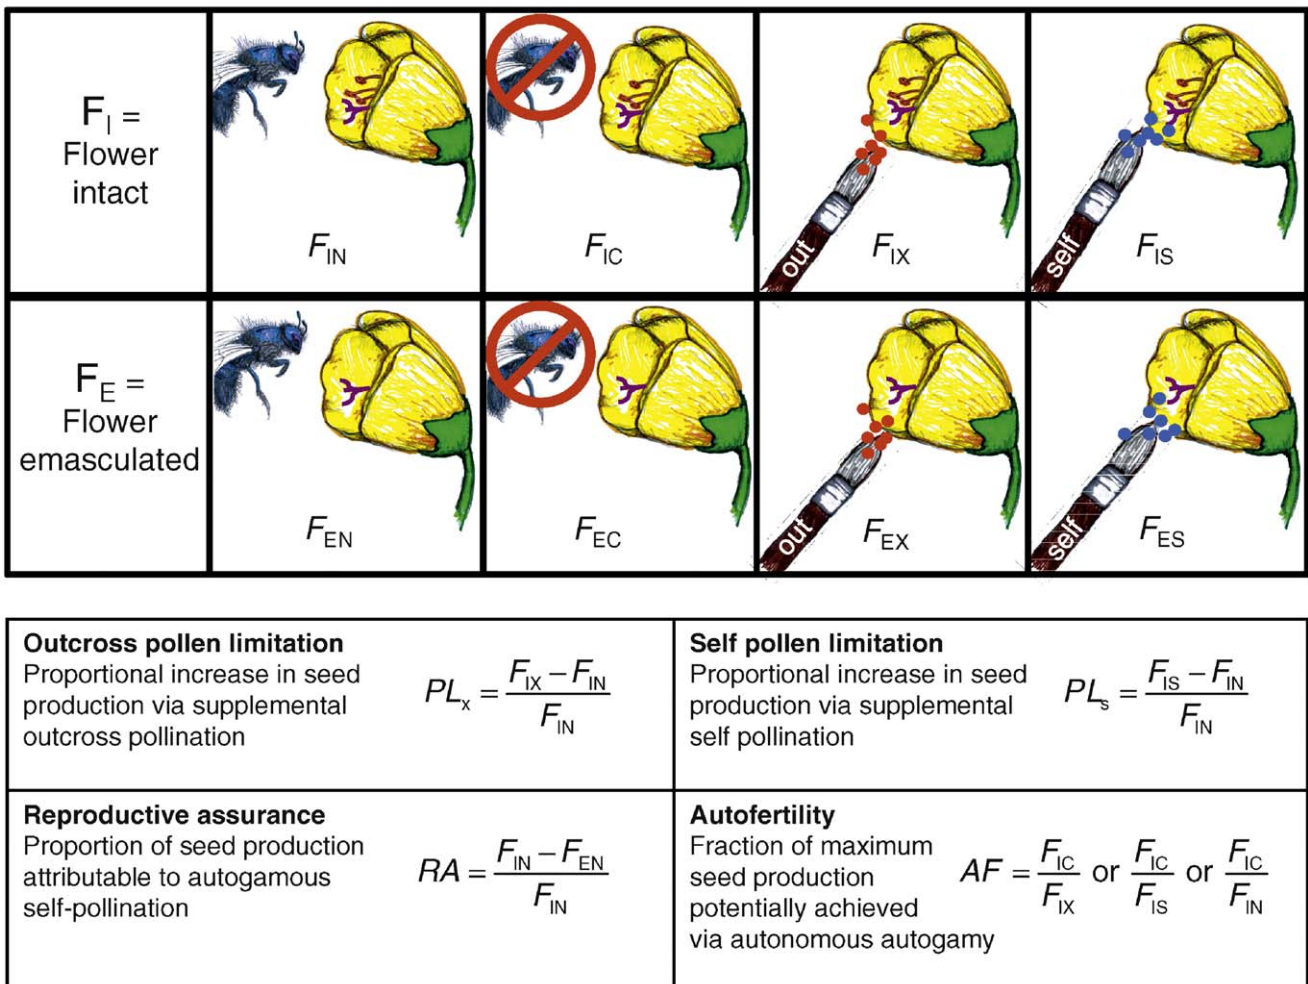 F_I =
Flower
intact
F_IN
F_IC
out
F_IX
self
F_IS
F_E =
Flower
emasculated
F_EN
F_EC
out
F_EX
self
F_ES
Outcross pollen limitation
Proportional increase in seed
production via supplemental
outcross pollination
PL_x = (F_IX − F_IN) / F_IN
Self pollen limitation
Proportional increase in seed
production via supplemental
self pollination
PL_s = (F_IS − F_IN) / F_IN
Reproductive assurance
Proportion of seed production
attributable to autogamous
self-pollination
RA = (F_IN − F_EN) / F_IN
Autofertility
Fraction of maximum
seed production
potentially achieved
via autonomous autogamy
AF = F_IC / F_IX or F_IC / F_IS or F_IC / F_IN